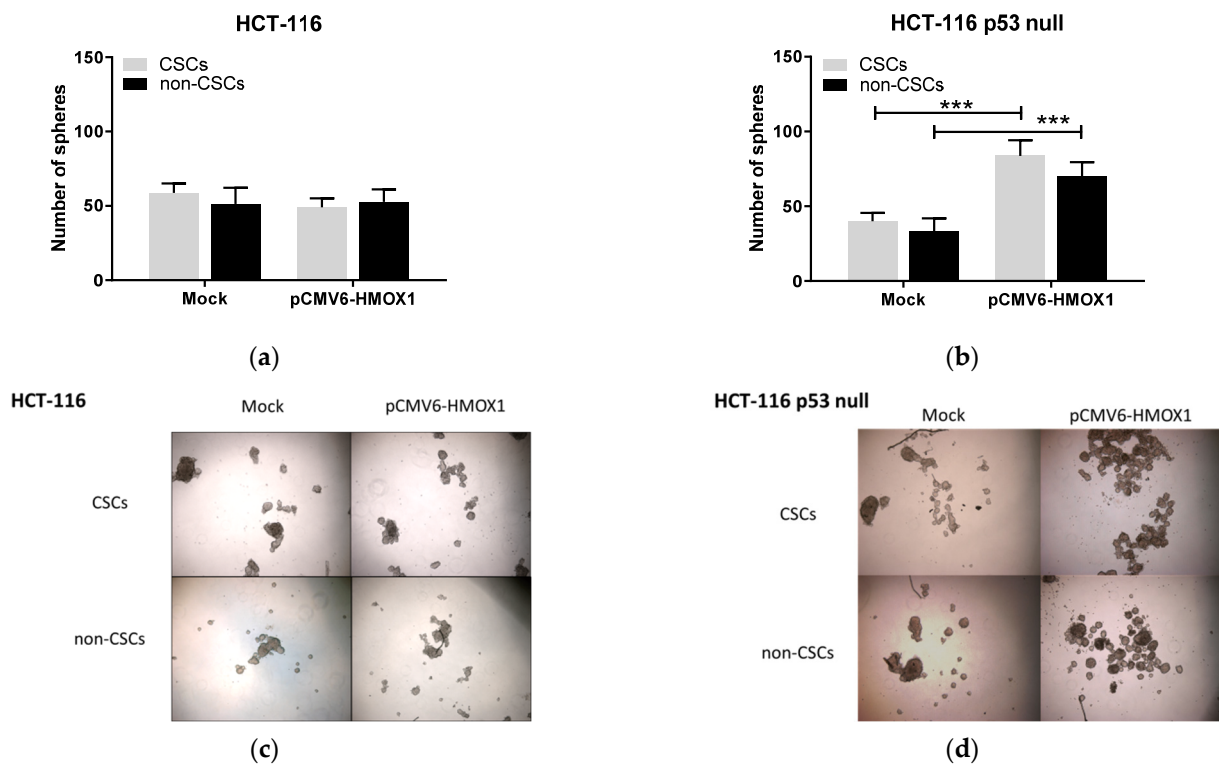 HCT-116
150
100
50
0
Number of spheres
CSCs
non-CSCs
Mock
pCMV6-HMOX1
(a)
HCT-116 p53 null
150
100
50
0
Number of spheres
CSCs
non-CSCs
***
***
Mock
pCMV6-HMOX1
(b)
HCT-116
Mock
pCMV6-HMOX1
CSCs
non-CSCs
(c)
HCT-116 p53 null
Mock
pCMV6-HMOX1
CSCs
non-CSCs
(d)